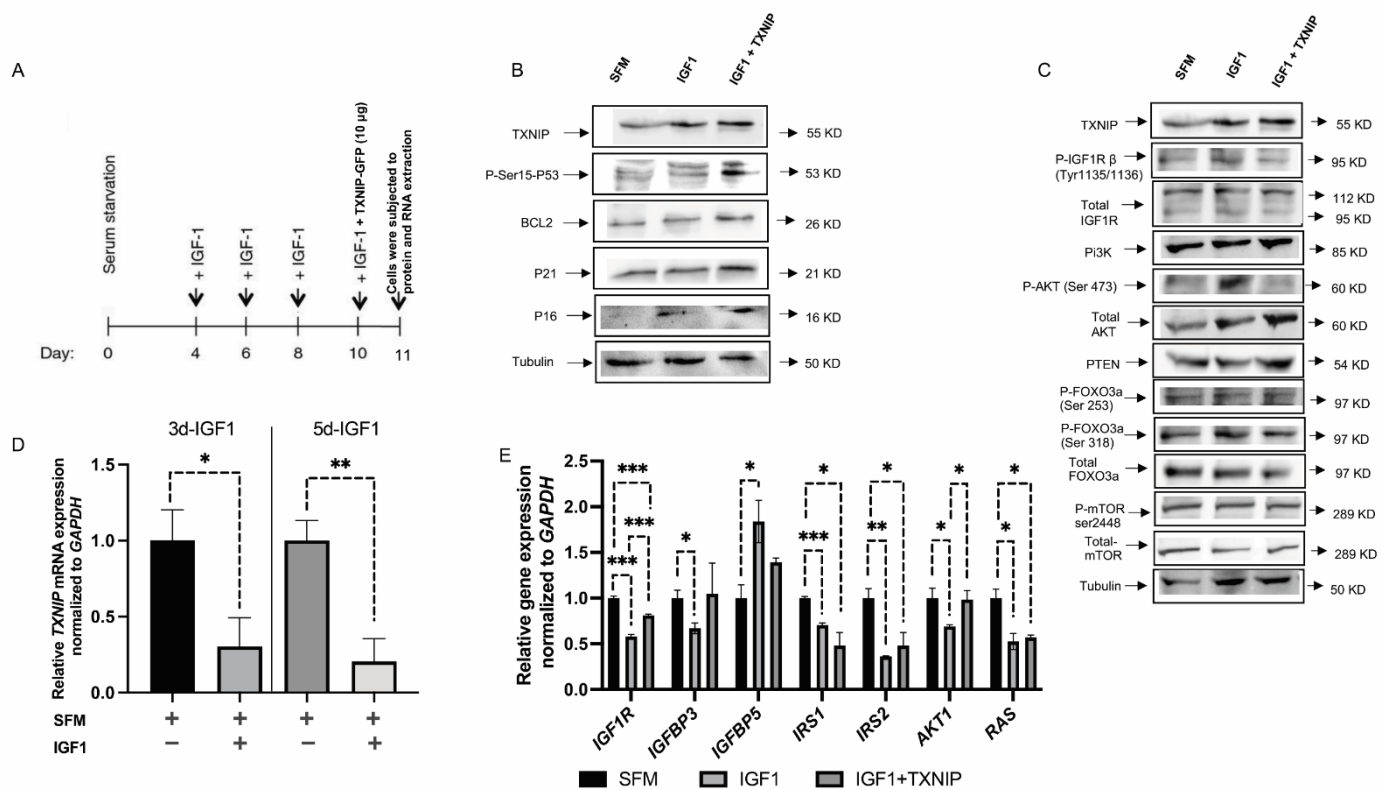 A
Serum starvation
+ IGF-1
+ IGF-1
+ IGF-1
+ IGF-1 + TXNIP-GFP (10 µg)
Cells were subjected to
protein and RNA extraction
Day: 0 4 6 8 10 11
B
SFM IGF1 IGF1 + TXNIP
TXNIP 55 KD
P-Ser15-P53 53 KD
BCL2 26 KD
P21 21 KD
P16 16 KD
Tubulin 50 KD
C
SFM IGF1 IGF1 + TXNIP
TXNIP 55 KD
P-IGF1R β 95 KD
(Tyr1135/1136)
112 KD
Total
IGF1R
95 KD
Pi3K 85 KD
P-AKT (Ser 473) 60 KD
Total
AKT 60 KD
PTEN 54 KD
P-FOXO3a
(Ser 253) 97 KD
P-FOXO3a
(Ser 318) 97 KD
Total
FOXO3a 97 KD
P-mTOR
ser2448 289 KD
Total-
mTOR 289 KD
Tubulin 50 KD
D
3d-IGF1 5d-IGF1
Relative TXNIP mRNA expression
normalized to GAPDH
1.5
1.0
0.5
0.0
* **
SFM + + + +
IGF1 − + − +
E
Relative gene expression
normalized to GAPDH
2.5
2.0
1.5
1.0
0.5
0.0
*** *** ***
*
*
* ***
* **
* *
* *
IGF1R IGFBP3 IGFBP5 IRS1 IRS2 AKT1 RAS
SFM IGF1 IGF1+TXNIP